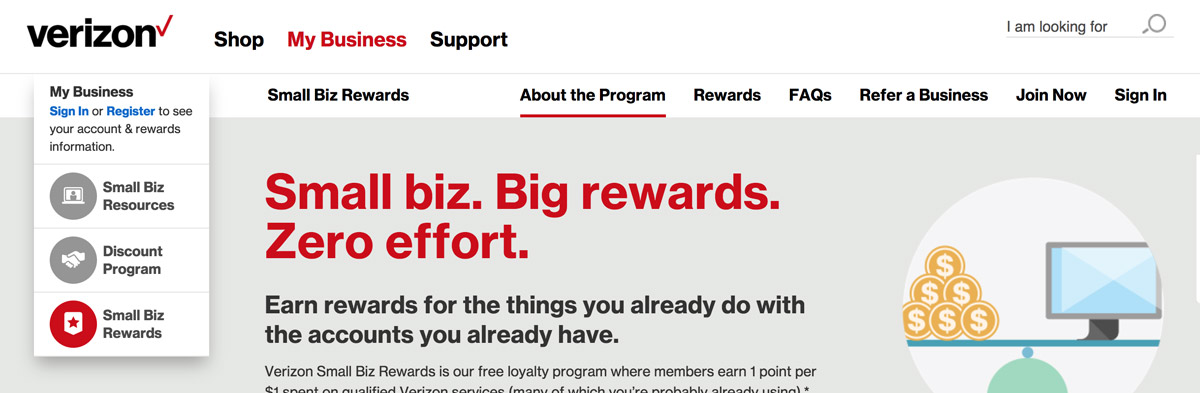 verizon
Shop My Business Support
I am looking for
My Business
Sign In or Register to see
your account & rewards
information.
Small Biz
Resources
Discount
Program
Small Biz
Rewards
Small Biz Rewards
About the Program Rewards FAQs Refer a Business Join Now Sign In
Small biz. Big rewards.
Zero effort.
Earn rewards for the things you already do with
the accounts you already have.
Verizon Small Biz Rewards is our free loyalty program where members earn 1 point per
$1 spent on qualified Verizon services (many of which you're probably already using).*
$
$ $
$ $ $